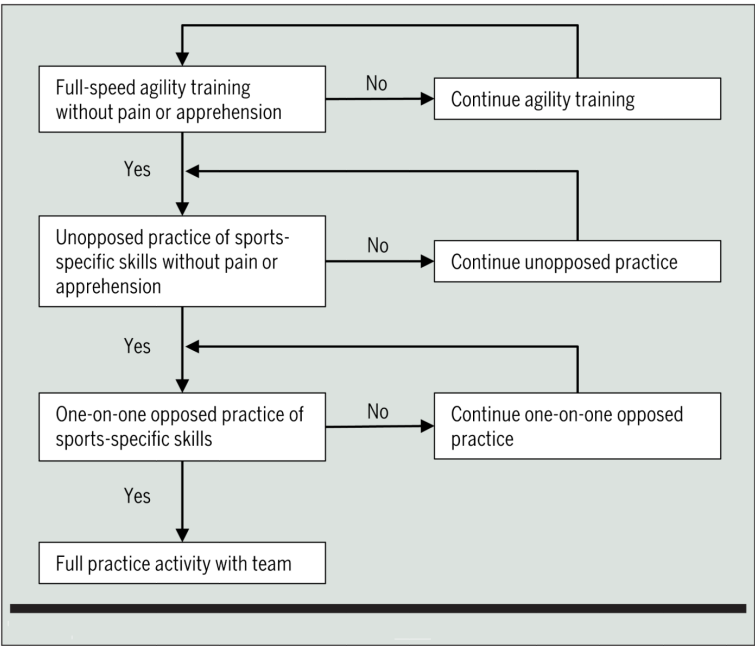 Full-speed agility training
without pain or apprehension
No
Continue agility training
Yes
Unopposed practice of sports-
specific skills without pain or
apprehension
No
Continue unopposed practice
Yes
One-on-one opposed practice of
sports-specific skills
No
Continue one-on-one opposed
practice
Yes
Full practice activity with team